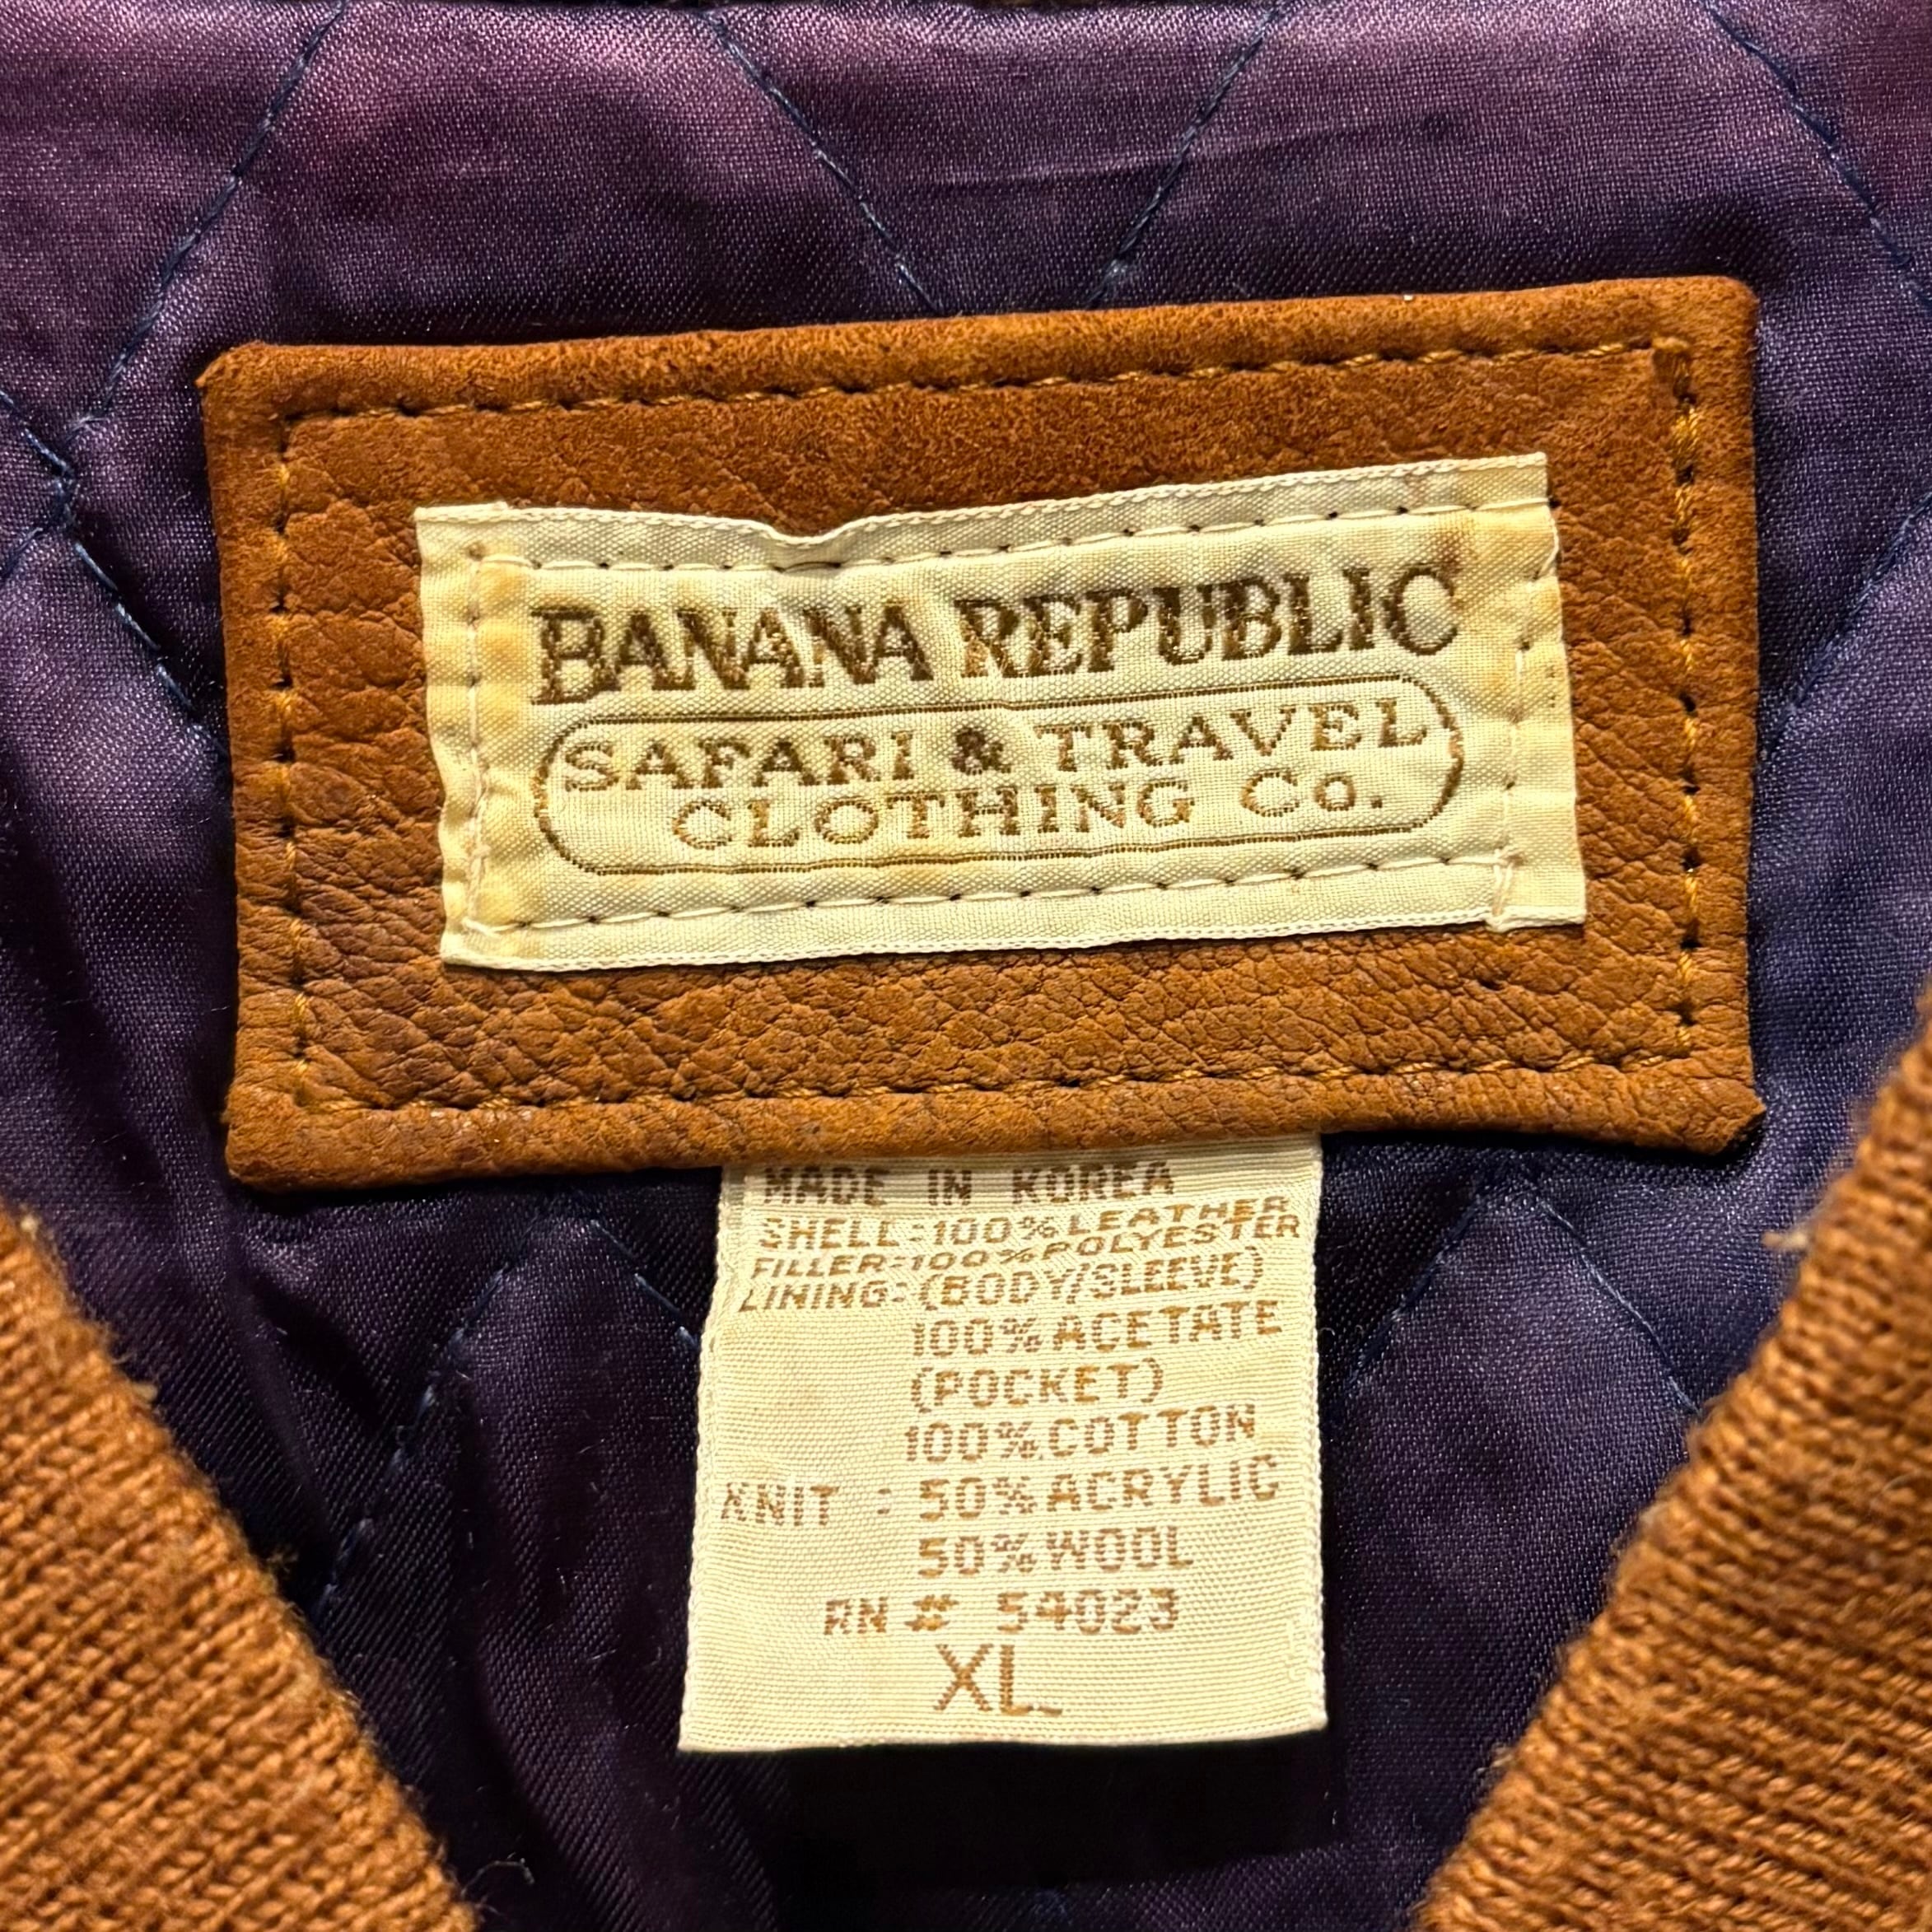 BANANA REPUBLIC
SAFARI & TRAVEL
CLOTHING Co.
MADE IN KOREA
SHELL:100%LEATHER
FILLER:100%POLYESTER
LINING:(BODY/SLEEVE)
100%ACETATE
(POCKET)
100%COTTON
KNIT : 50%ACRYLIC
50%WOOL
RN # 54023
XL